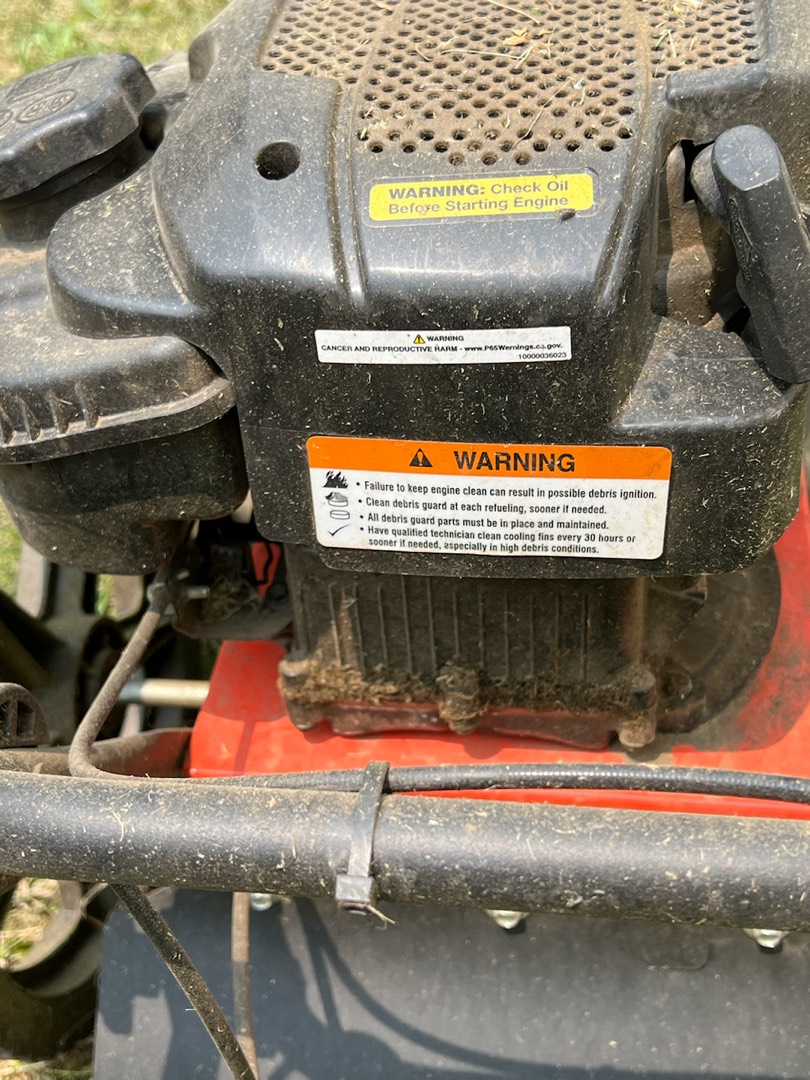 WARNING: Check Oil
Before Starting Engine
WARNING
CANCER AND REPRODUCTIVE HARM - www.P65Warnings.ca.gov.
10000036023
WARNING
• Failure to keep engine clean can result in possible debris ignition.
• Clean debris guard at each refueling, sooner if needed.
• All debris guard parts must be in place and maintained.
• Have qualified technician clean cooling fins every 30 hours or
sooner if needed, especially in high debris conditions.